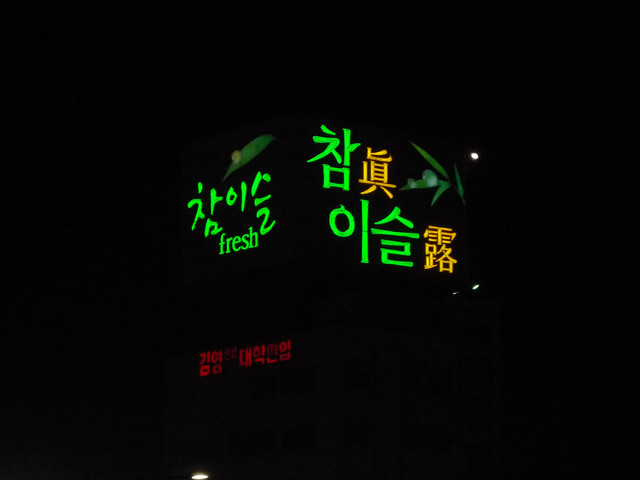 참이슬
fresh
참眞
이슬露
김영 대학편입